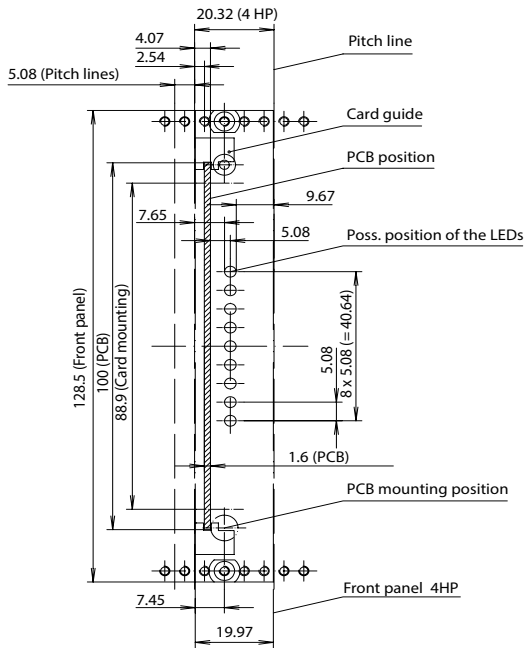 20.32 (4 HP)
4.07
Pitch line
2.54
5.08 (Pitch lines)
Card guide
PCB position
9.67
7.65
5.08
Poss. position of the LEDs
128.5 (Front panel)
100 (PCB)
88.9 (Card mounting)
5.08
8 x 5.08 (= 40.64)
1.6 (PCB)
PCB mounting position
Front panel 4HP
7.45
19.97